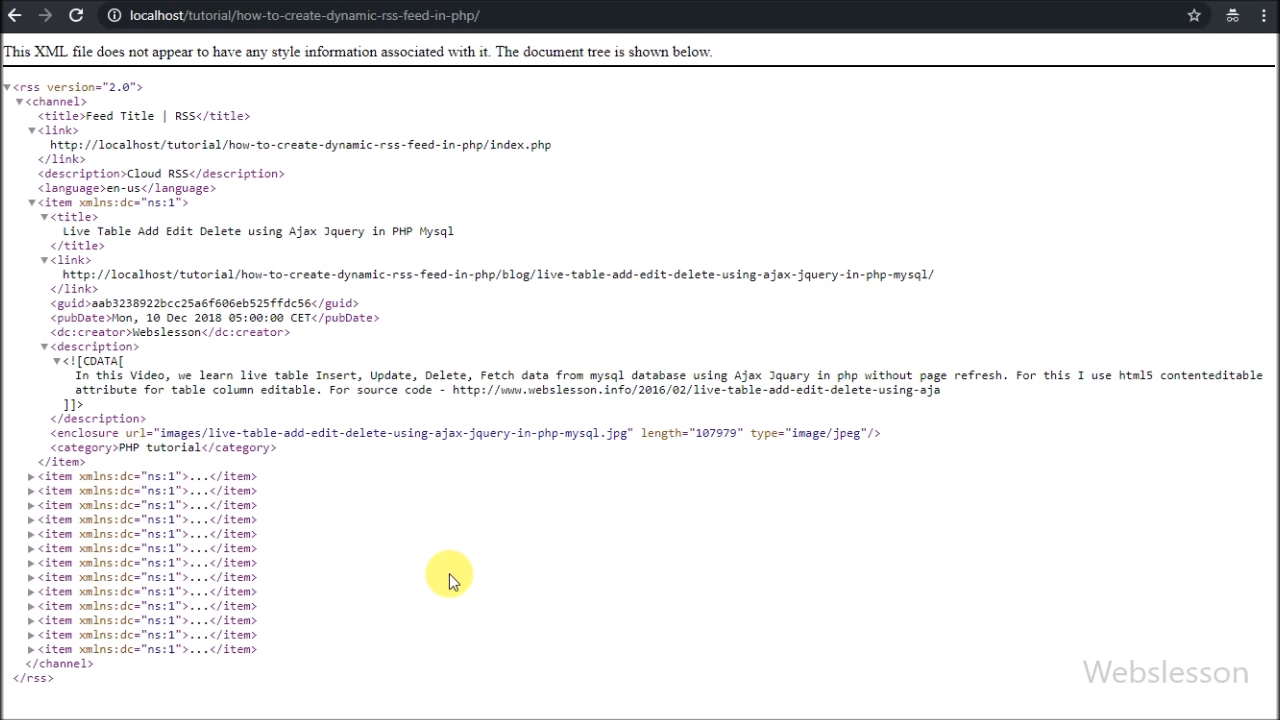 localhost/tutorial/how-to-create-dynamic-rss-feed-in-php/
This XML file does not appear to have any style information associated with it. The document tree is shown below.
<rss version="2.0">
<channel>
<title>Feed Title | RSS</title>
<link>
http://localhost/tutorial/how-to-create-dynamic-rss-feed-in-php/index.php
</link>
<description>Cloud RSS</description>
<language>en-us</language>
<item xmlns:dc="ns:1">
<title>
Live Table Add Edit Delete using Ajax Jquery in PHP Mysql
</title>
<link>
http://localhost/tutorial/how-to-create-dynamic-rss-feed-in-php/blog/live-table-add-edit-delete-using-ajax-jquery-in-php-mysql/
</link>
<guid>aab3238922bcc25a6f606eb525ffdc56</guid>
<pubDate>Mon, 10 Dec 2018 05:00:00 CET</pubDate>
<dc:creator>Webslesson</dc:creator>
<description>
<![CDATA[
In this Video, we learn live table Insert, Update, Delete, Fetch data from mysql database using Ajax Jquary in php without page refresh. For this I use html5 contenteditable
attribute for table column editable. For source code - http://www.webslesson.info/2016/02/live-table-add-edit-delete-using-aja
]]>
</description>
<enclosure url="images/live-table-add-edit-delete-using-ajax-jquery-in-php-mysql.jpg" length="107979" type="image/jpeg"/>
<category>PHP tutorial</category>
</item>
<item xmlns:dc="ns:1">...</item>
<item xmlns:dc="ns:1">...</item>
<item xmlns:dc="ns:1">...</item>
<item xmlns:dc="ns:1">...</item>
<item xmlns:dc="ns:1">...</item>
<item xmlns:dc="ns:1">...</item>
<item xmlns:dc="ns:1">...</item>
<item xmlns:dc="ns:1">...</item>
<item xmlns:dc="ns:1">...</item>
<item xmlns:dc="ns:1">...</item>
<item xmlns:dc="ns:1">...</item>
<item xmlns:dc="ns:1">...</item>
<item xmlns:dc="ns:1">...</item>
</channel>
</rss>
Webslesson